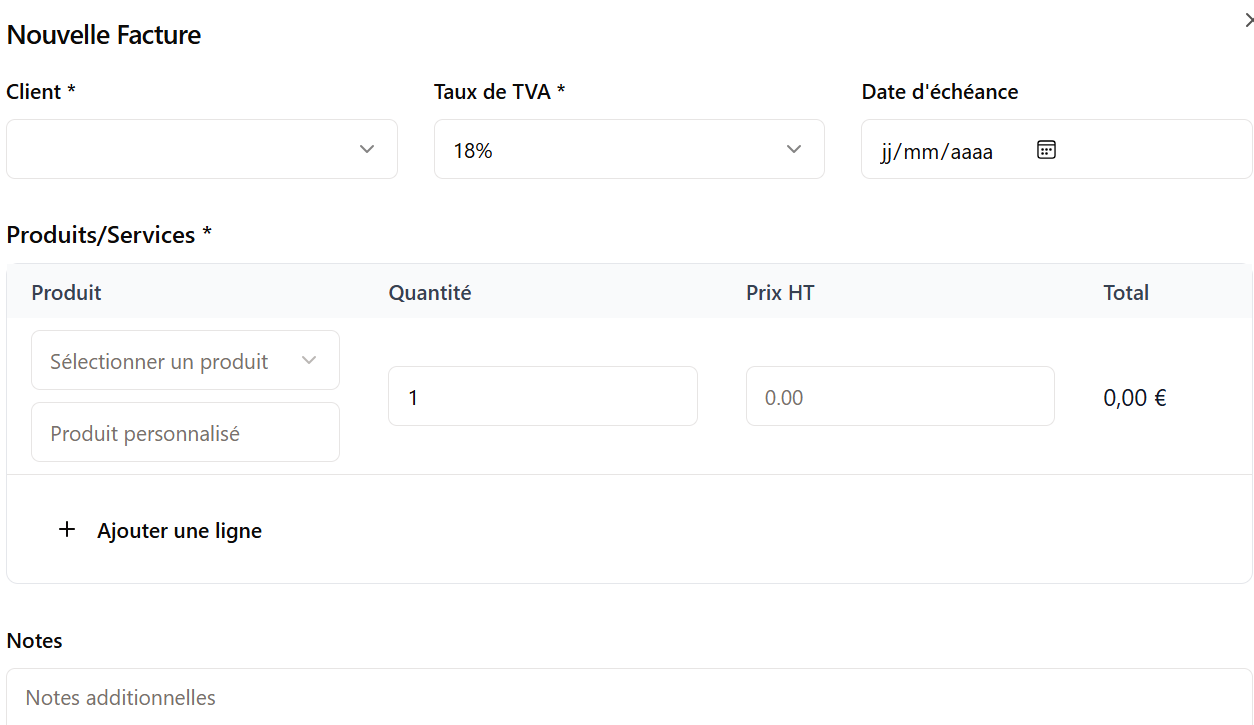 Nouvelle Facture
Client * Taux de TVA * Date d'échéance
18% jj/mm/aaaa
Produits/Services *
Produit Quantité Prix HT Total
Sélectionner un produit
1 0.00 0,00 €
Produit personnalisé
+ Ajouter une ligne
Notes
Notes additionnelles